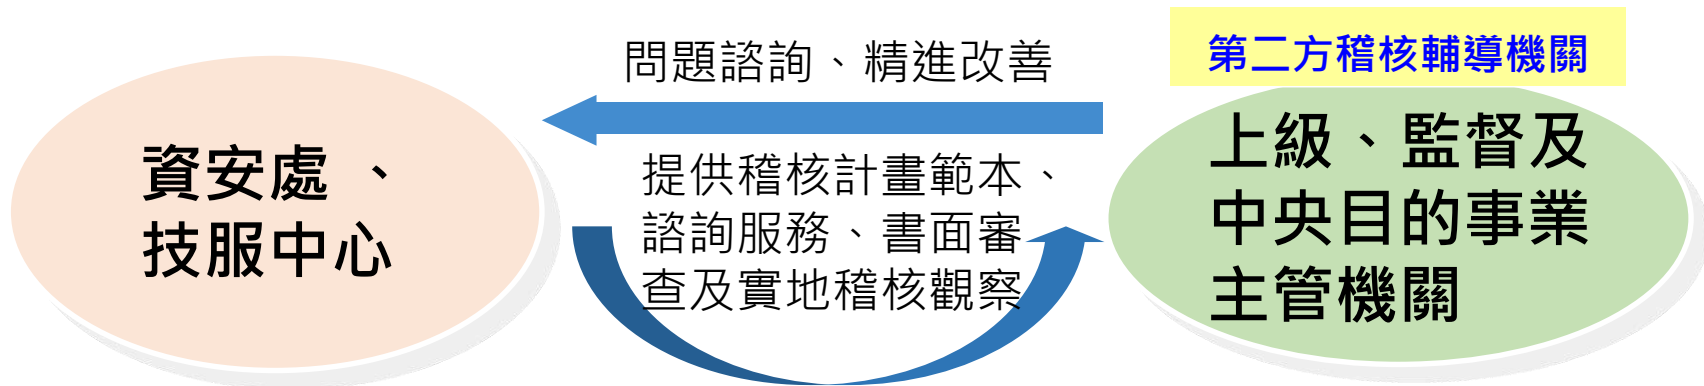 資安處、
技服中心
問題諮詢、精進改善
提供稽核計畫範本、
諮詢服務、書面審
查及實地稽核觀察
第二方稽核輔導機關
上級、監督及
中央目的事業
主管機關